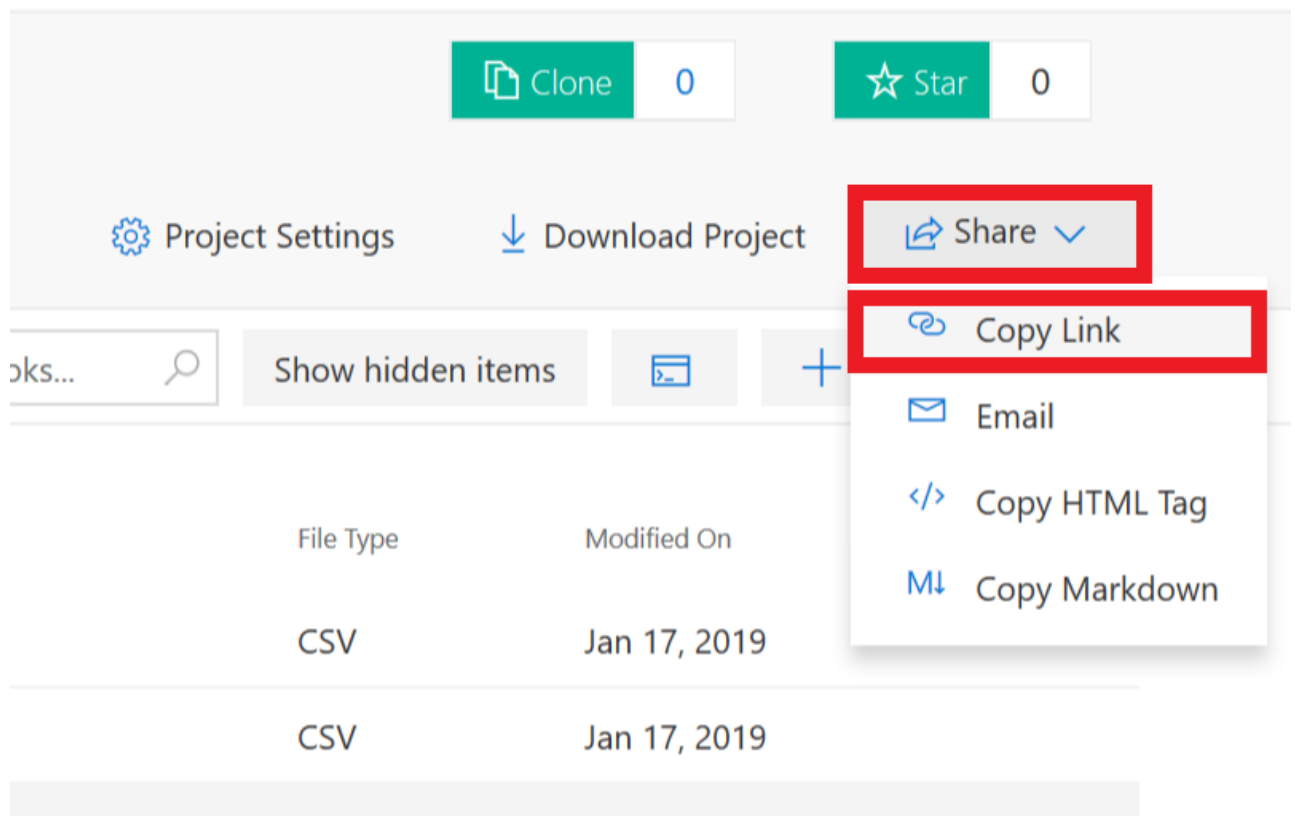 Clone 0 Star 0
Project Settings Download Project Share
Copy Link
oks... Show hidden items
Email
Copy HTML Tag
File Type Modified On
Copy Markdown
CSV Jan 17, 2019
CSV Jan 17, 2019